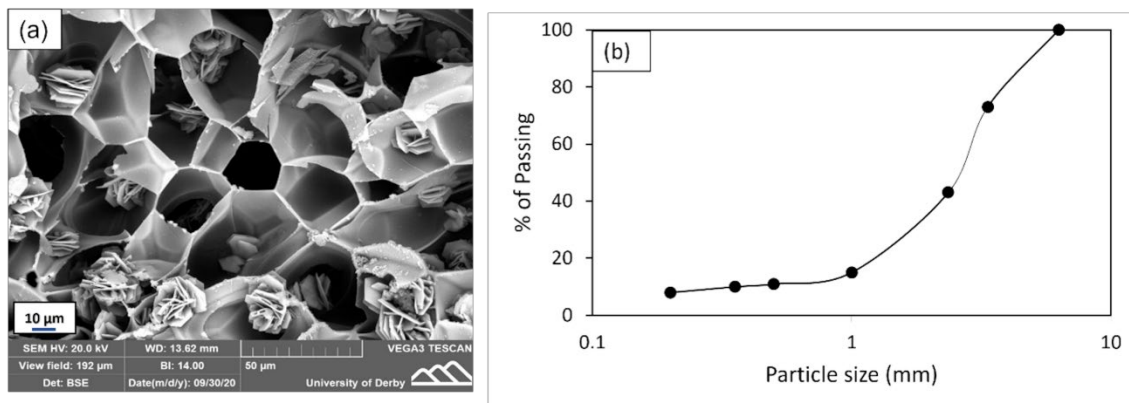 (a)
10 µm
SEM HV: 20.0 kV WD: 13.62 mm VEGA3 TESCAN
View field: 192 µm BI: 14.00 50 µm
Det: BSE Date(m/d/y): 09/30/20 University of Derby
(b)
100
80
60
40
20
0
% of Passing
0.1 1 10
Particle size (mm)